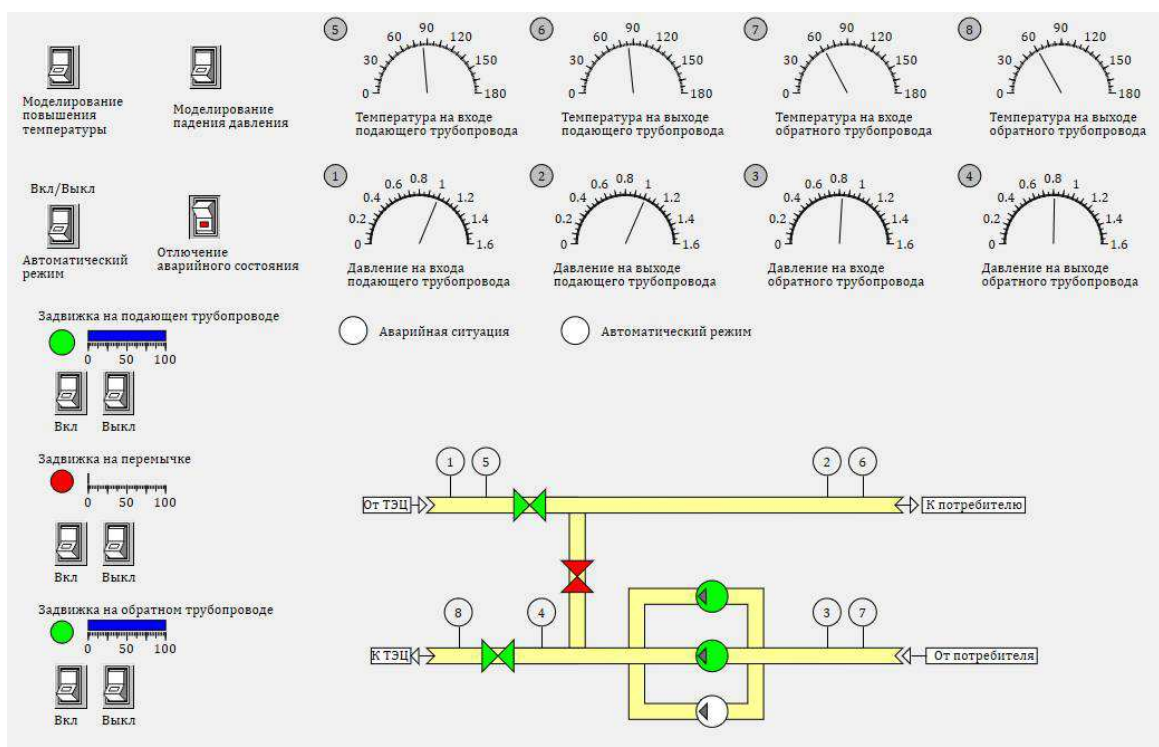 Моделирование
повышения
температуры
Моделирование
падения давления
Вкл/Выкл
Автоматический
режим
Отлючение
аварийного состояния
5
0 30 60 90 120 150 180
Температура на входе
подающего трубопровода
6
0 30 60 90 120 150 180
Температура на выходе
подающего трубопровода
7
0 30 60 90 120 150 180
Температура на входе
обратного трубопровода
8
0 30 60 90 120 150 180
Температура на выходе
обратного трубопровода
1
0 0.2 0.4 0.6 0.8 1 1.2 1.4 1.6
Давление на входа
подающего трубопровода
2
0 0.2 0.4 0.6 0.8 1 1.2 1.4 1.6
Давление на выходе
подающего трубопровода
3
0 0.2 0.4 0.6 0.8 1 1.2 1.4 1.6
Давление на входе
обратного трубопровода
4
0 0.2 0.4 0.6 0.8 1 1.2 1.4 1.6
Давление на выходе
обратного трубопровода
Аварийная ситуация
Автоматический режим
Задвижка на подающем трубопроводе
0 50 100
Вкл Выкл
Задвижка на перемычке
0 50 100
Вкл Выкл
Задвижка на обратном трубопроводе
0 50 100
Вкл Выкл
1 5 2 6
От ТЭЦ
К потребителю
8 4 3 7
К ТЭЦ
От потребителя